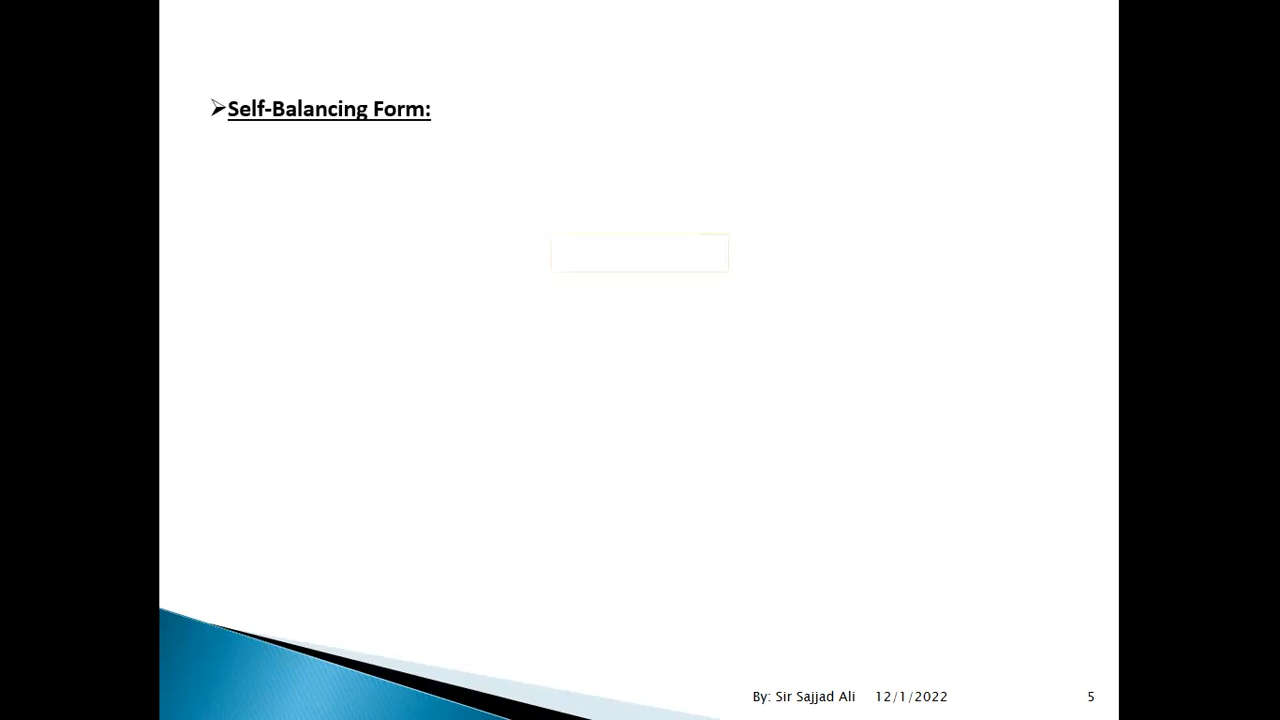 ➢Self-Balancing Form:
By: Sir Sajjad Ali 12/1/2022 5